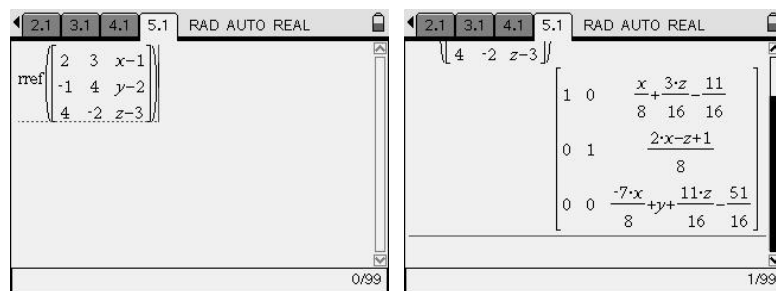 2.1 3.1 4.1 5.1 RAD AUTO REAL
rref([2 3 x-1
-1 4 y-2
4 -2 z-3])
0/99
2.1 3.1 4.1 5.1 RAD AUTO REAL
4 -2 z-3
1 0 x/8+3·z/16-11/16
0 1 (2·x-z+1)/8
0 0 -7·x/8+y+11·z/16-51/16
1/99